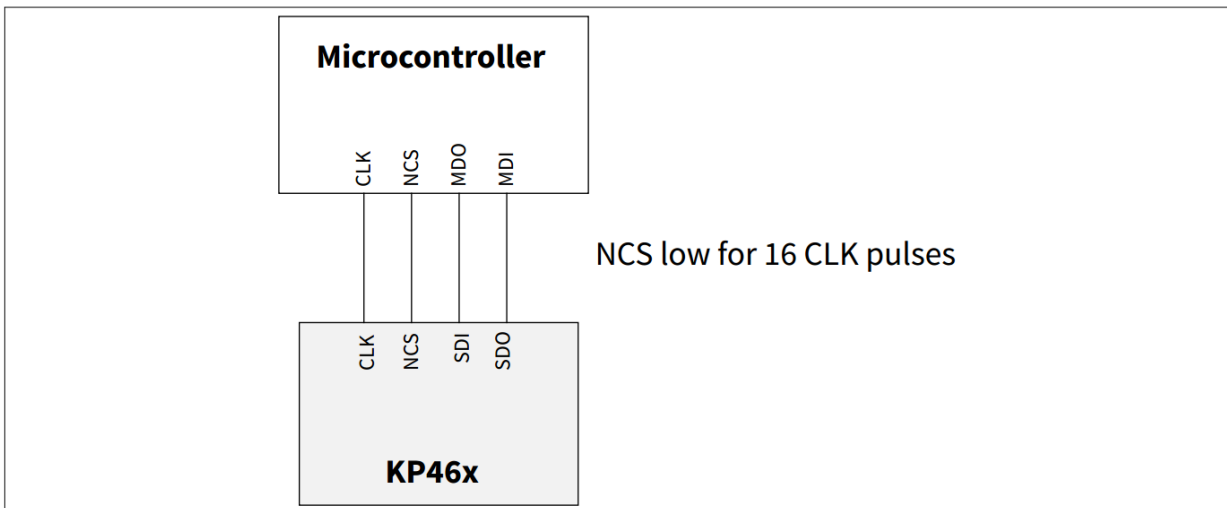 Microcontroller
CLK
NCS
MDO
MDI
NCS low for 16 CLK pulses
CLK
NCS
SDI
SDO
KP46x